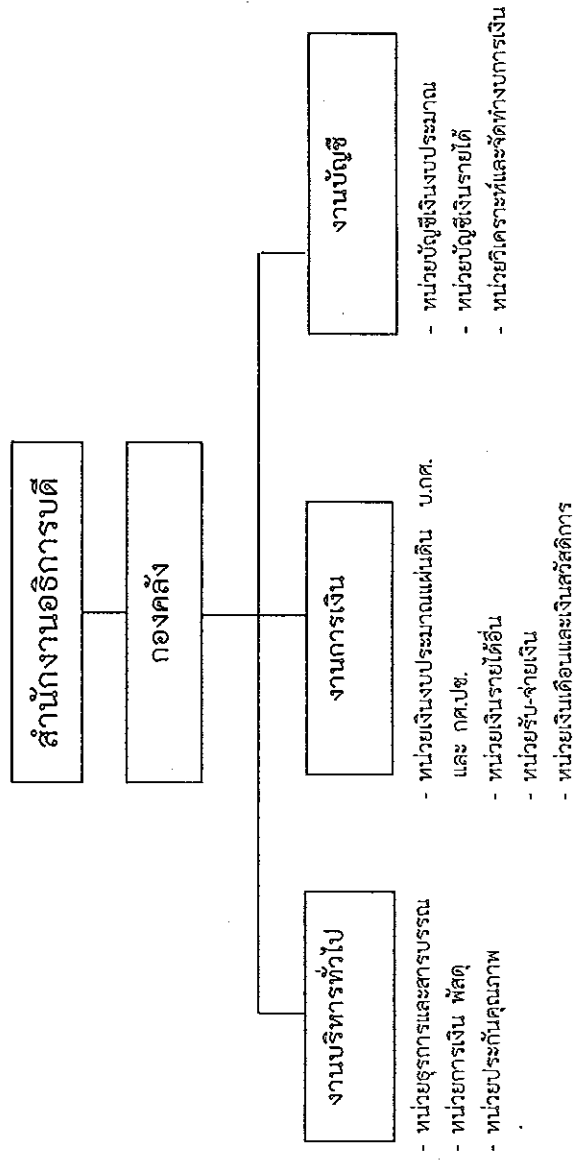 สำนักงานอธิการบดี
กองคลัง
งานบริหารทั่วไป
- หน่วยธุรการและสารบรรณ
- หน่วยการเงิน พัสดุ
- หน่วยประกันคุณภาพ
งานการเงิน
- หน่วยเงินงบประมาณแผ่นดิน บ.กศ.
และ กศ.ปช.
- หน่วยเงินรายได้อื่น
- หน่วยรับ-จ่ายเงิน
- หน่วยเงินเดือนและเงินสวัสดิการ
งานบัญชี
- หน่วยบัญชีเงินงบประมาณ
- หน่วยบัญชีเงินรายได้
- หน่วยวิเคราะห์และจัดทำงบการเงิน